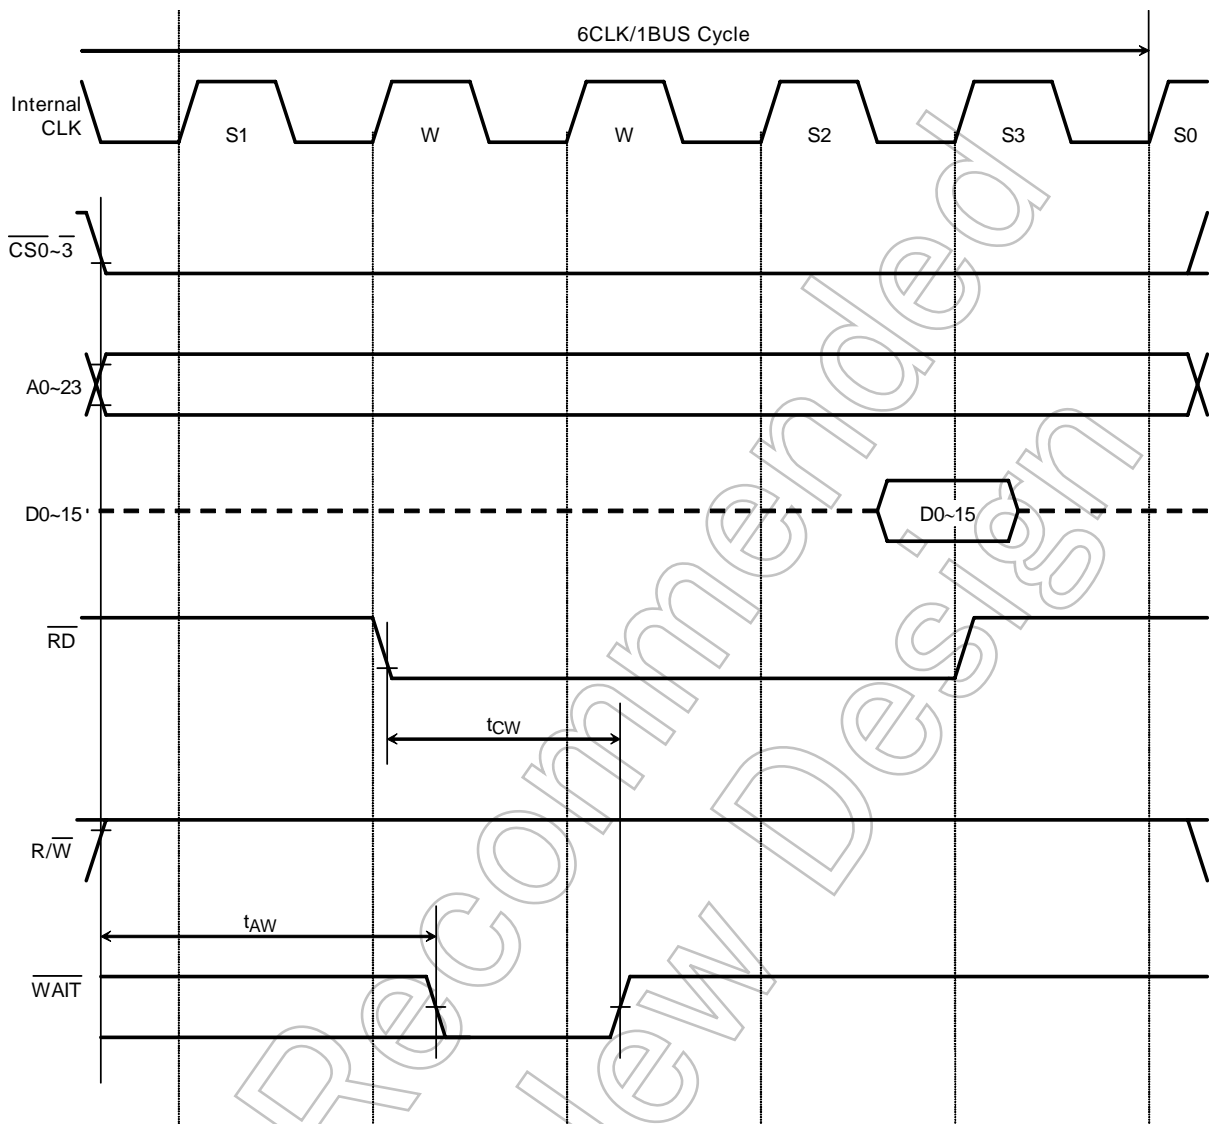 6CLK/1BUS Cycle
Internal CLK
S1
W
W
S2
S3
S0
CS0~3
A0~23
D0~15
D0~15
RD
tCW
R/W
tAW
WAIT
Recommended
New Design